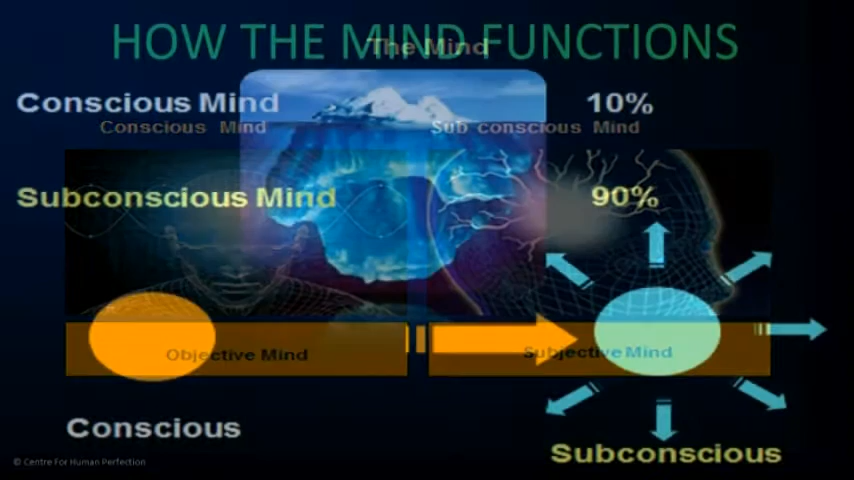 HOW THE MIND FUNCTIONS
The Mind
Conscious Mind 10%
Conscious Mind Sub conscious Mind
Subconscious Mind 90%
Objective Mind Subjective Mind
Conscious
Subconscious
© Centre For Human Perfection